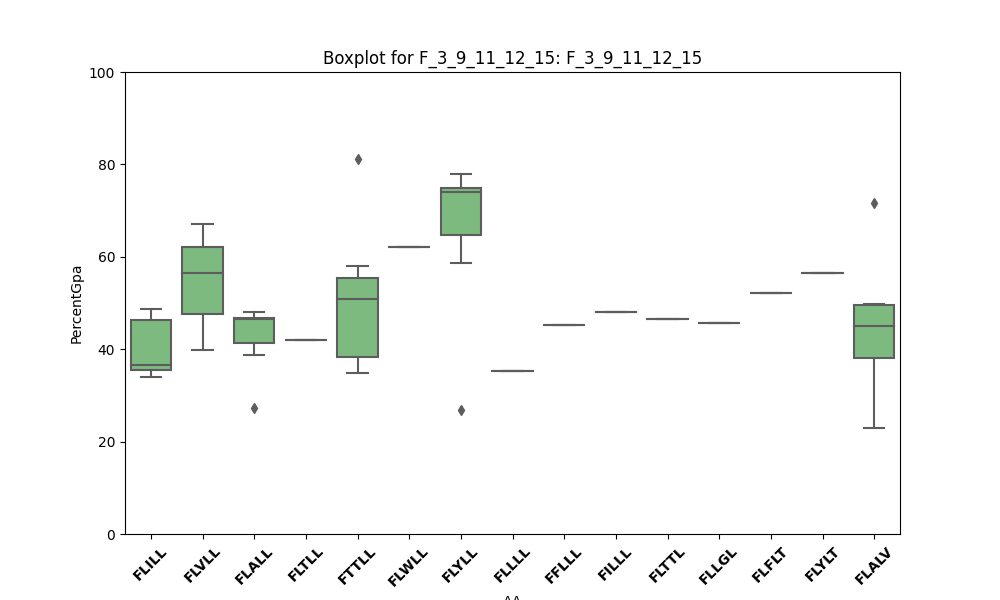 Boxplot for F_3_9_11_12_15: F_3_9_11_12_15
100
80
60
40
20
0
PercentGpa
FLILL
FLVLL
FLALL
FLTLL
FTTLL
FLWLL
FLYLL
FLLLL
FFLLL
FILLL
FLTTL
FLLGL
FLFLT
FLYLT
FLALV
AA